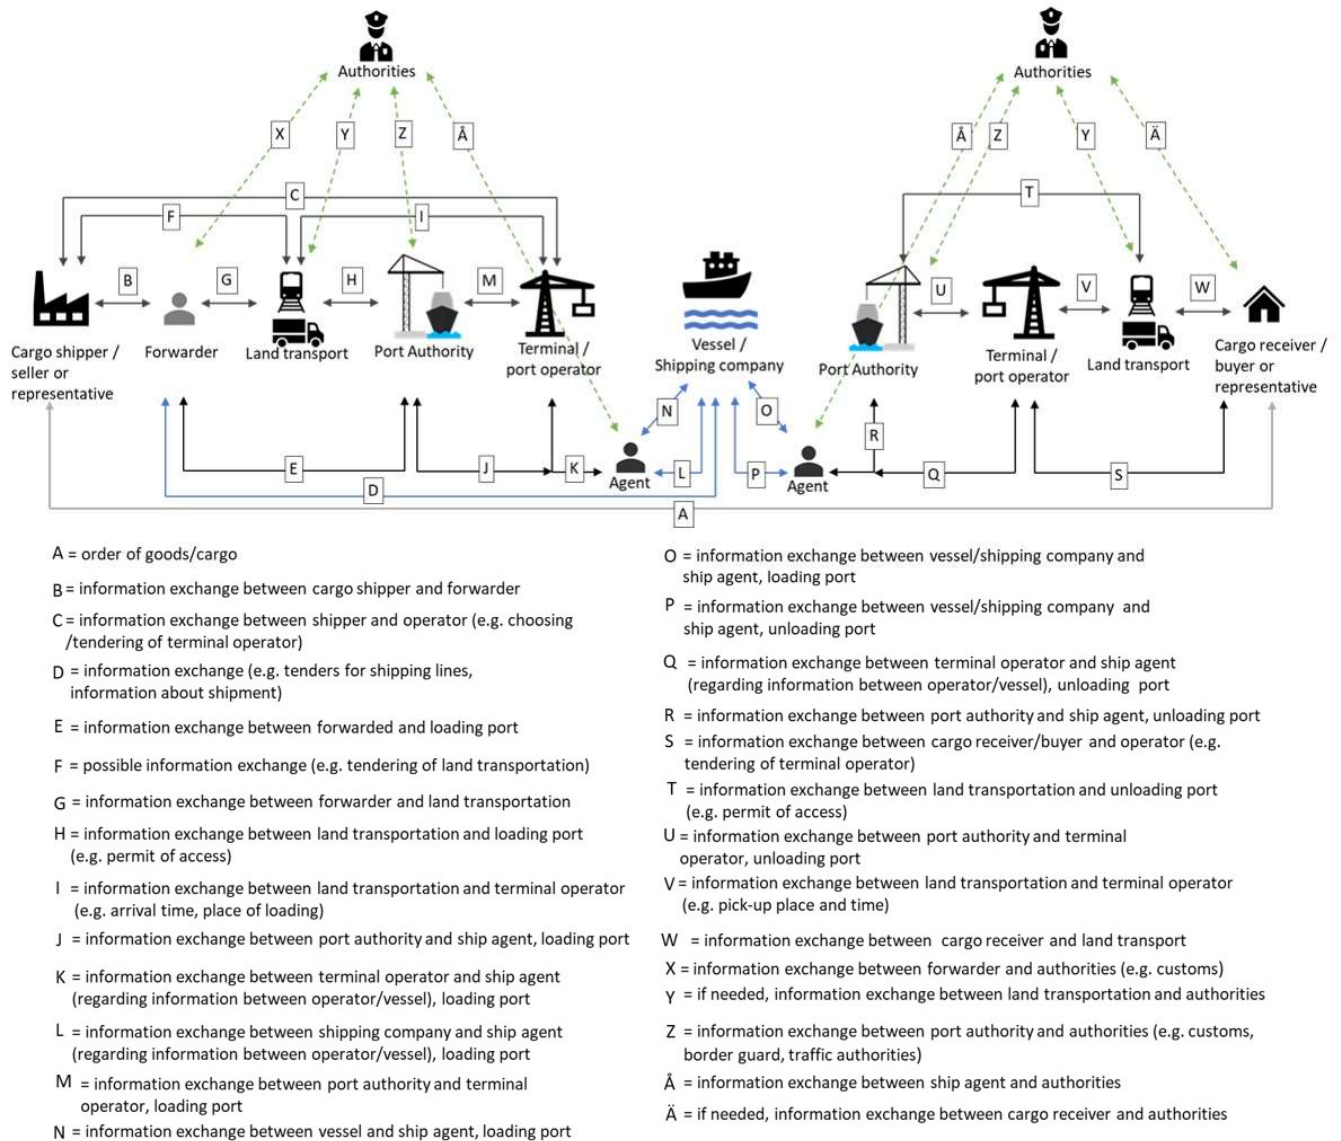 Authorities
Authorities
X
Y
Z
Å
Å
Z
Y
Ä
C
T
F
I
B
G
H
M
U
V
W
Cargo shipper /
seller or
representative
Forwarder
Land transport
Port Authority
Terminal /
port operator
Vessel /
Shipping company
Port Authority
Terminal /
port operator
Land transport
Cargo receiver /
buyer or
representative
N
O
R
E
J
K
Agent
L
P
Agent
Q
S
D
A
A = order of goods/cargo
B = information exchange between cargo shipper and forwarder
C = information exchange between shipper and operator (e.g. choosing
/tendering of terminal operator)
D = information exchange (e.g. tenders for shipping lines,
information about shipment)
E = information exchange between forwarded and loading port
F = possible information exchange (e.g. tendering of land transportation)
G = information exchange between forwarder and land transportation
H = information exchange between land transportation and loading port
(e.g. permit of access)
I = information exchange between land transportation and terminal operator
(e.g. arrival time, place of loading)
J = information exchange between port authority and ship agent, loading port
K = information exchange between terminal operator and ship agent
(regarding information between operator/vessel), loading port
L = information exchange between shipping company and ship agent
(regarding information between operator/vessel), loading port
M = information exchange between port authority and terminal
operator, loading port
N = information exchange between vessel and ship agent, loading port
O = information exchange between vessel/shipping company and
ship agent, loading port
P = information exchange between vessel/shipping company and
ship agent, unloading port
Q = information exchange between terminal operator and ship agent
(regarding information between operator/vessel), unloading port
R = information exchange between port authority and ship agent, unloading port
S = information exchange between cargo receiver/buyer and operator (e.g.
tendering of terminal operator)
T = information exchange between land transportation and unloading port
(e.g. permit of access)
U = information exchange between port authority and terminal
operator, unloading port
V = information exchange between land transportation and terminal operator
(e.g. pick-up place and time)
W = information exchange between cargo receiver and land transport
X = information exchange between forwarder and authorities (e.g. customs)
Y = if needed, information exchange between land transportation and authorities
Z = information exchange between port authority and authorities (e.g. customs,
border guard, traffic authorities)
Å = information exchange between ship agent and authorities
Ä = if needed, information exchange between cargo receiver and authorities